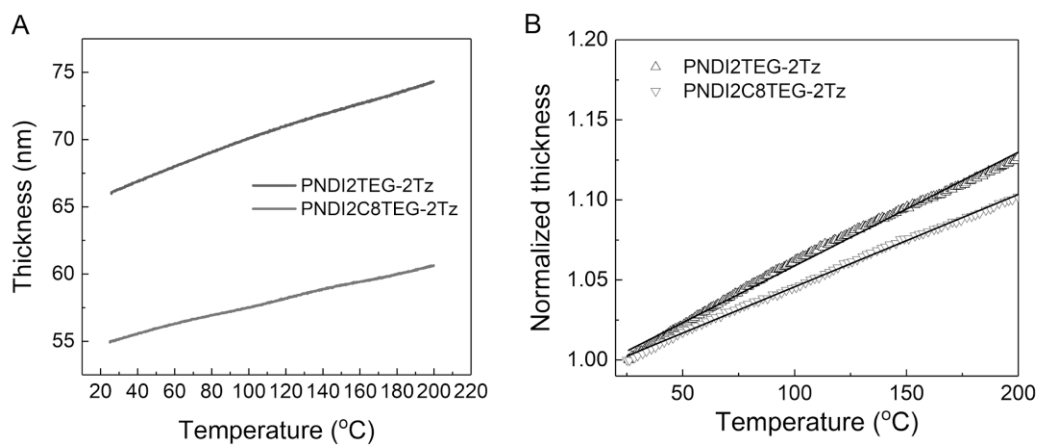 A
75
70
65
60
55
Thickness (nm)
PNDI2TEG-2Tz
PNDI2C8TEG-2Tz
20 40 60 80 100 120 140 160 180 200 220
Temperature (°C)
B
1.20
1.15
1.10
1.05
1.00
Normalized thickness
PNDI2TEG-2Tz
PNDI2C8TEG-2Tz
50 100 150 200
Temperature (°C)